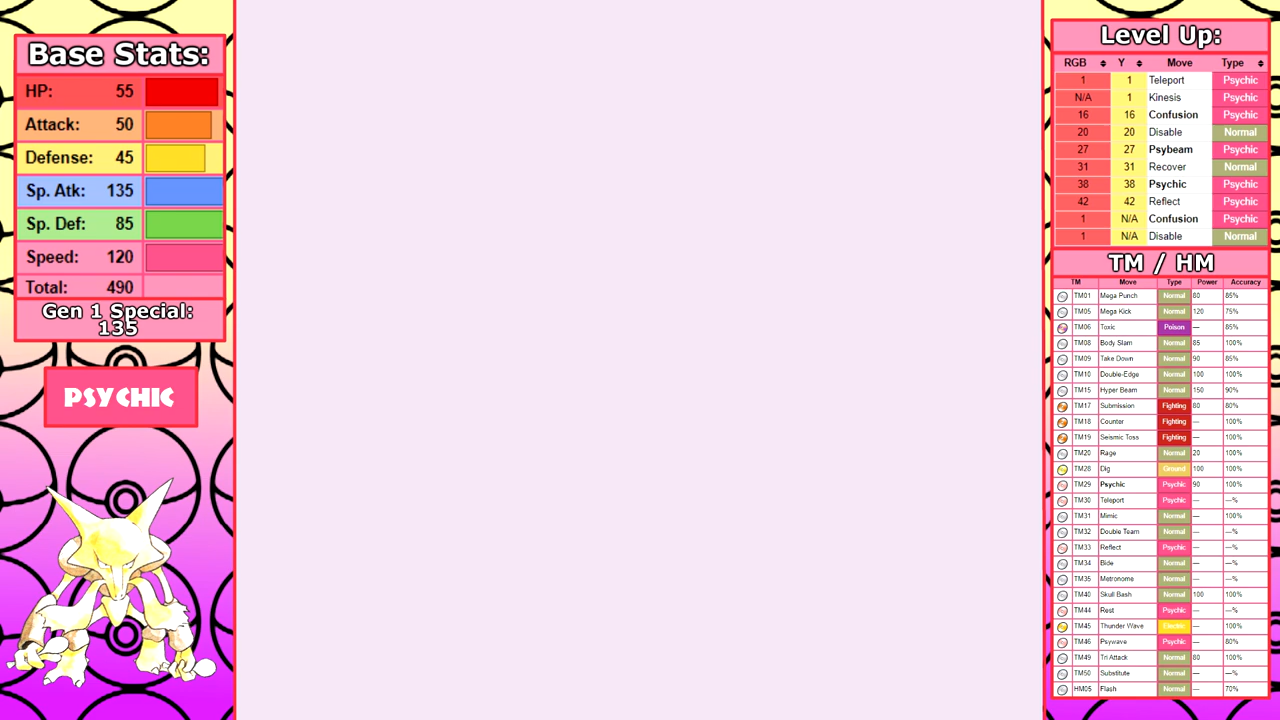 Base Stats:
HP: 55
Attack: 50
Defense: 45
Sp. Atk: 135
Sp. Def: 85
Speed: 120
Total: 490
Gen 1 Special:
135
PSYCHIC
Level Up:
RGB Y Move Type
1 1 Teleport Psychic
N/A 1 Kinesis Psychic
16 16 Confusion Psychic
20 20 Disable Normal
27 27 Psybeam Psychic
31 31 Recover Normal
38 38 Psychic Psychic
42 42 Reflect Psychic
1 N/A Confusion Psychic
1 N/A Disable Normal
TM / HM
TM Move Type Power Accuracy
TM01 Mega Punch Normal 80 85%
TM05 Mega Kick Normal 120 75%
TM06 Toxic Poison — 85%
TM08 Body Slam Normal 85 100%
TM09 Take Down Normal 90 85%
TM10 Double-Edge Normal 100 100%
TM15 Hyper Beam Normal 150 90%
TM17 Submission Fighting 80 80%
TM18 Counter Fighting — 100%
TM19 Seismic Toss Fighting — 100%
TM20 Rage Normal 20 100%
TM28 Dig Ground 100 100%
TM29 Psychic Psychic 90 100%
TM30 Teleport Psychic — —%
TM31 Mimic Normal — 100%
TM32 Double Team Normal — —%
TM33 Reflect Psychic — —%
TM34 Bide Normal — —%
TM35 Metronome Normal — —%
TM40 Skull Bash Normal 100 100%
TM44 Rest Psychic — —%
TM45 Thunder Wave Electric — 100%
TM46 Psywave Psychic — 80%
TM49 Tri Attack Normal 80 100%
TM50 Substitute Normal — —%
HM05 Flash Normal — 70%